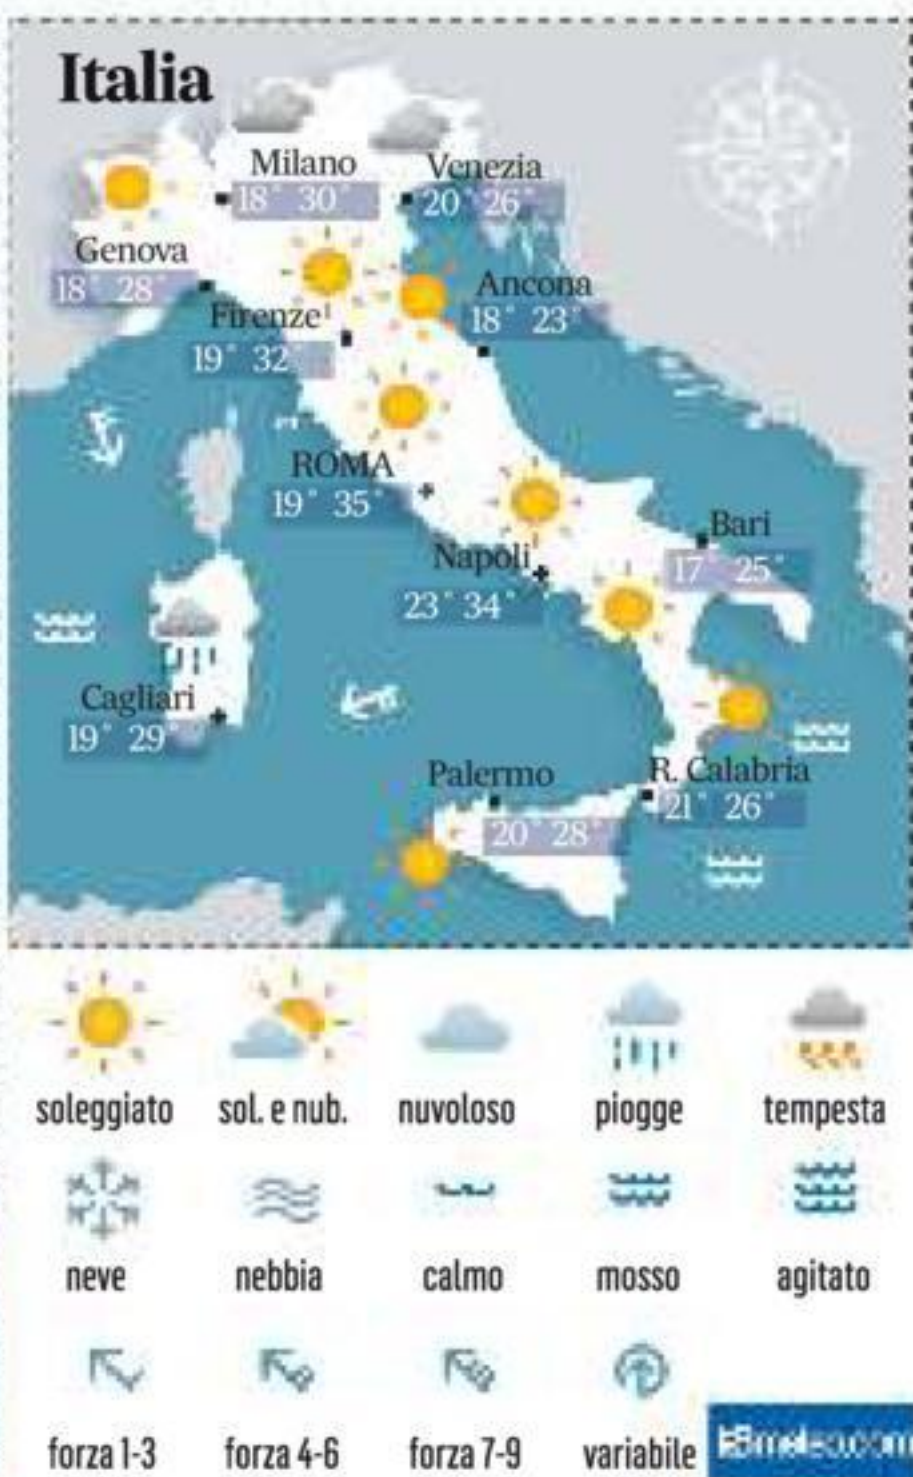 Italia
Milano
18° 30°
Venezia
20° 26°
Genova
18° 28°
Ancona
18° 23°
Firenze
19° 32
ROMA
19° 35°
Bari
17° 25°
Napoli
23° 34°
Cagliari
19° 29°
Palermo
20° 28°
R. Calabria
21° 26°
soleggiato sol. e nub. nuvoloso piogge tempesta
neve nebbia calmo mosso agitato
forza 1-3 forza 4-6 forza 7-9 variabile